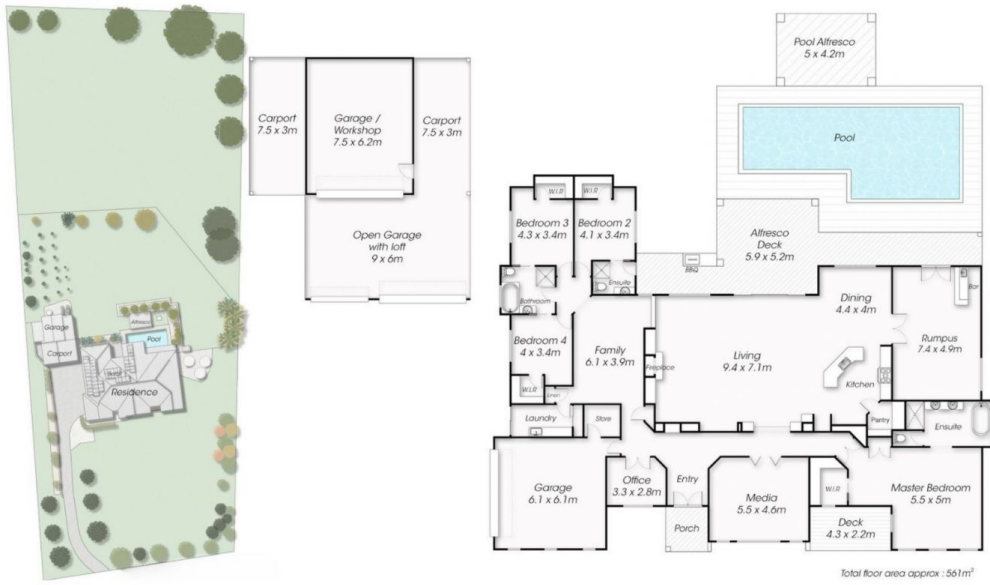 Garage
Carport
Alfresco
Pool
Residence
Carport
7.5 x 3m
Garage /
Workshop
7.5 x 6.2m
Carport
7.5 x 3m
Open Garage
with loft
9 x 6m
Pool Alfresco
5 x 4.2m
Pool
W.I.R
W.I.R
Bedroom 3
4.3 x 3.4m
Bedroom 2
4.1 x 3.4m
Alfresco
Deck
5.9 x 5.2m
BBQ
Ensuite
Bathroom
Bedroom 4
4 x 3.4m
W.I.R
Linen
Family
6.1 x 3.9m
Fireplace
Living
9.4 x 7.1m
Dining
4.4 x 4m
Kitchen
Pantry
Rumpus
7.4 x 4.9m
Bar
Ensuite
Laundry
Store
Garage
6.1 x 6.1m
Office
3.3 x 2.8m
Entry
Porch
Media
5.5 x 4.6m
W.I.R
Master Bedroom
5.5 x 5m
Deck
4.3 x 2.2m
Total floor area approx : 561m²